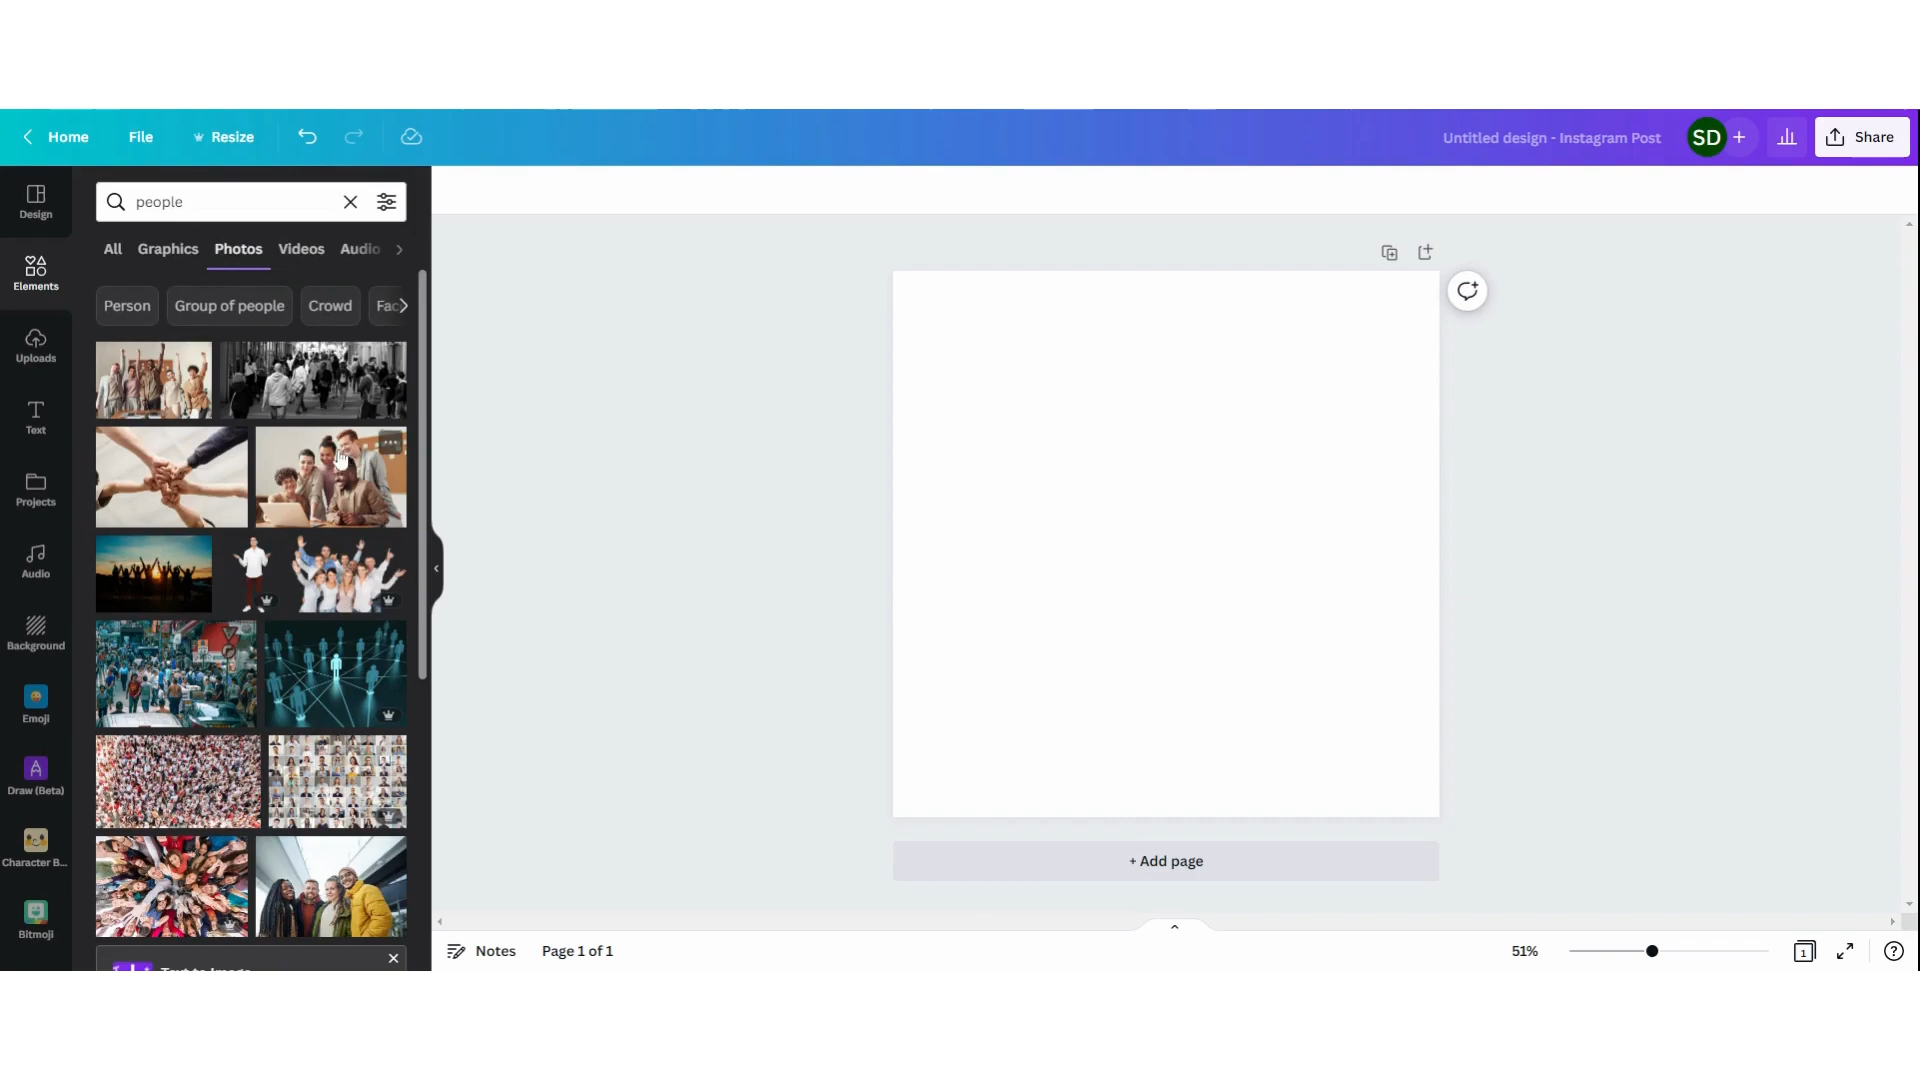 Home File Resize Untitled design - Instagram Post SD + Share
people
All Graphics Photos Videos Audio
Person Group of people Crowd
Design
Elements
Uploads
Text
Projects
Audio
Background
Emoji
Draw (Beta)
Character B...
Bitmoji
+ Add page
Notes Page 1 of 1 51% 1 ?